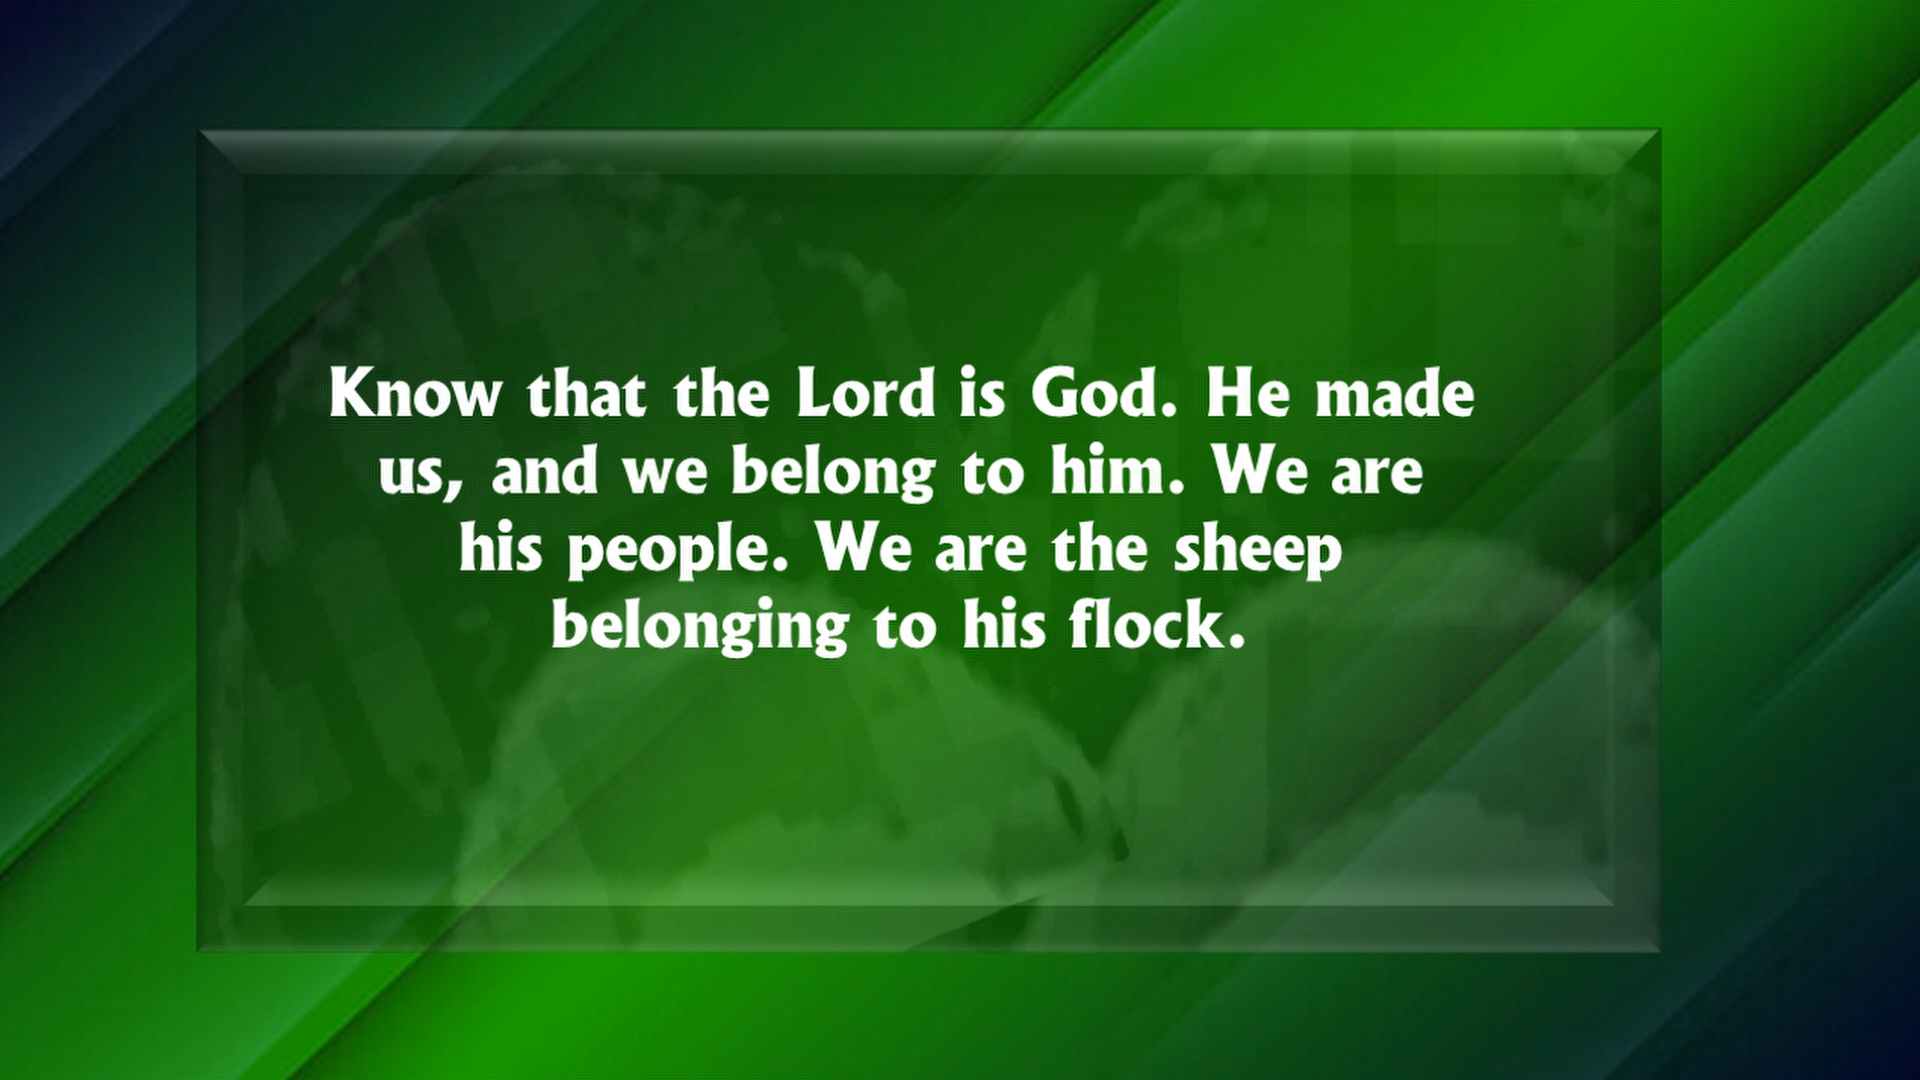 Know that the Lord is God. He made
us, and we belong to him. We are
his people. We are the sheep
belonging to his flock.